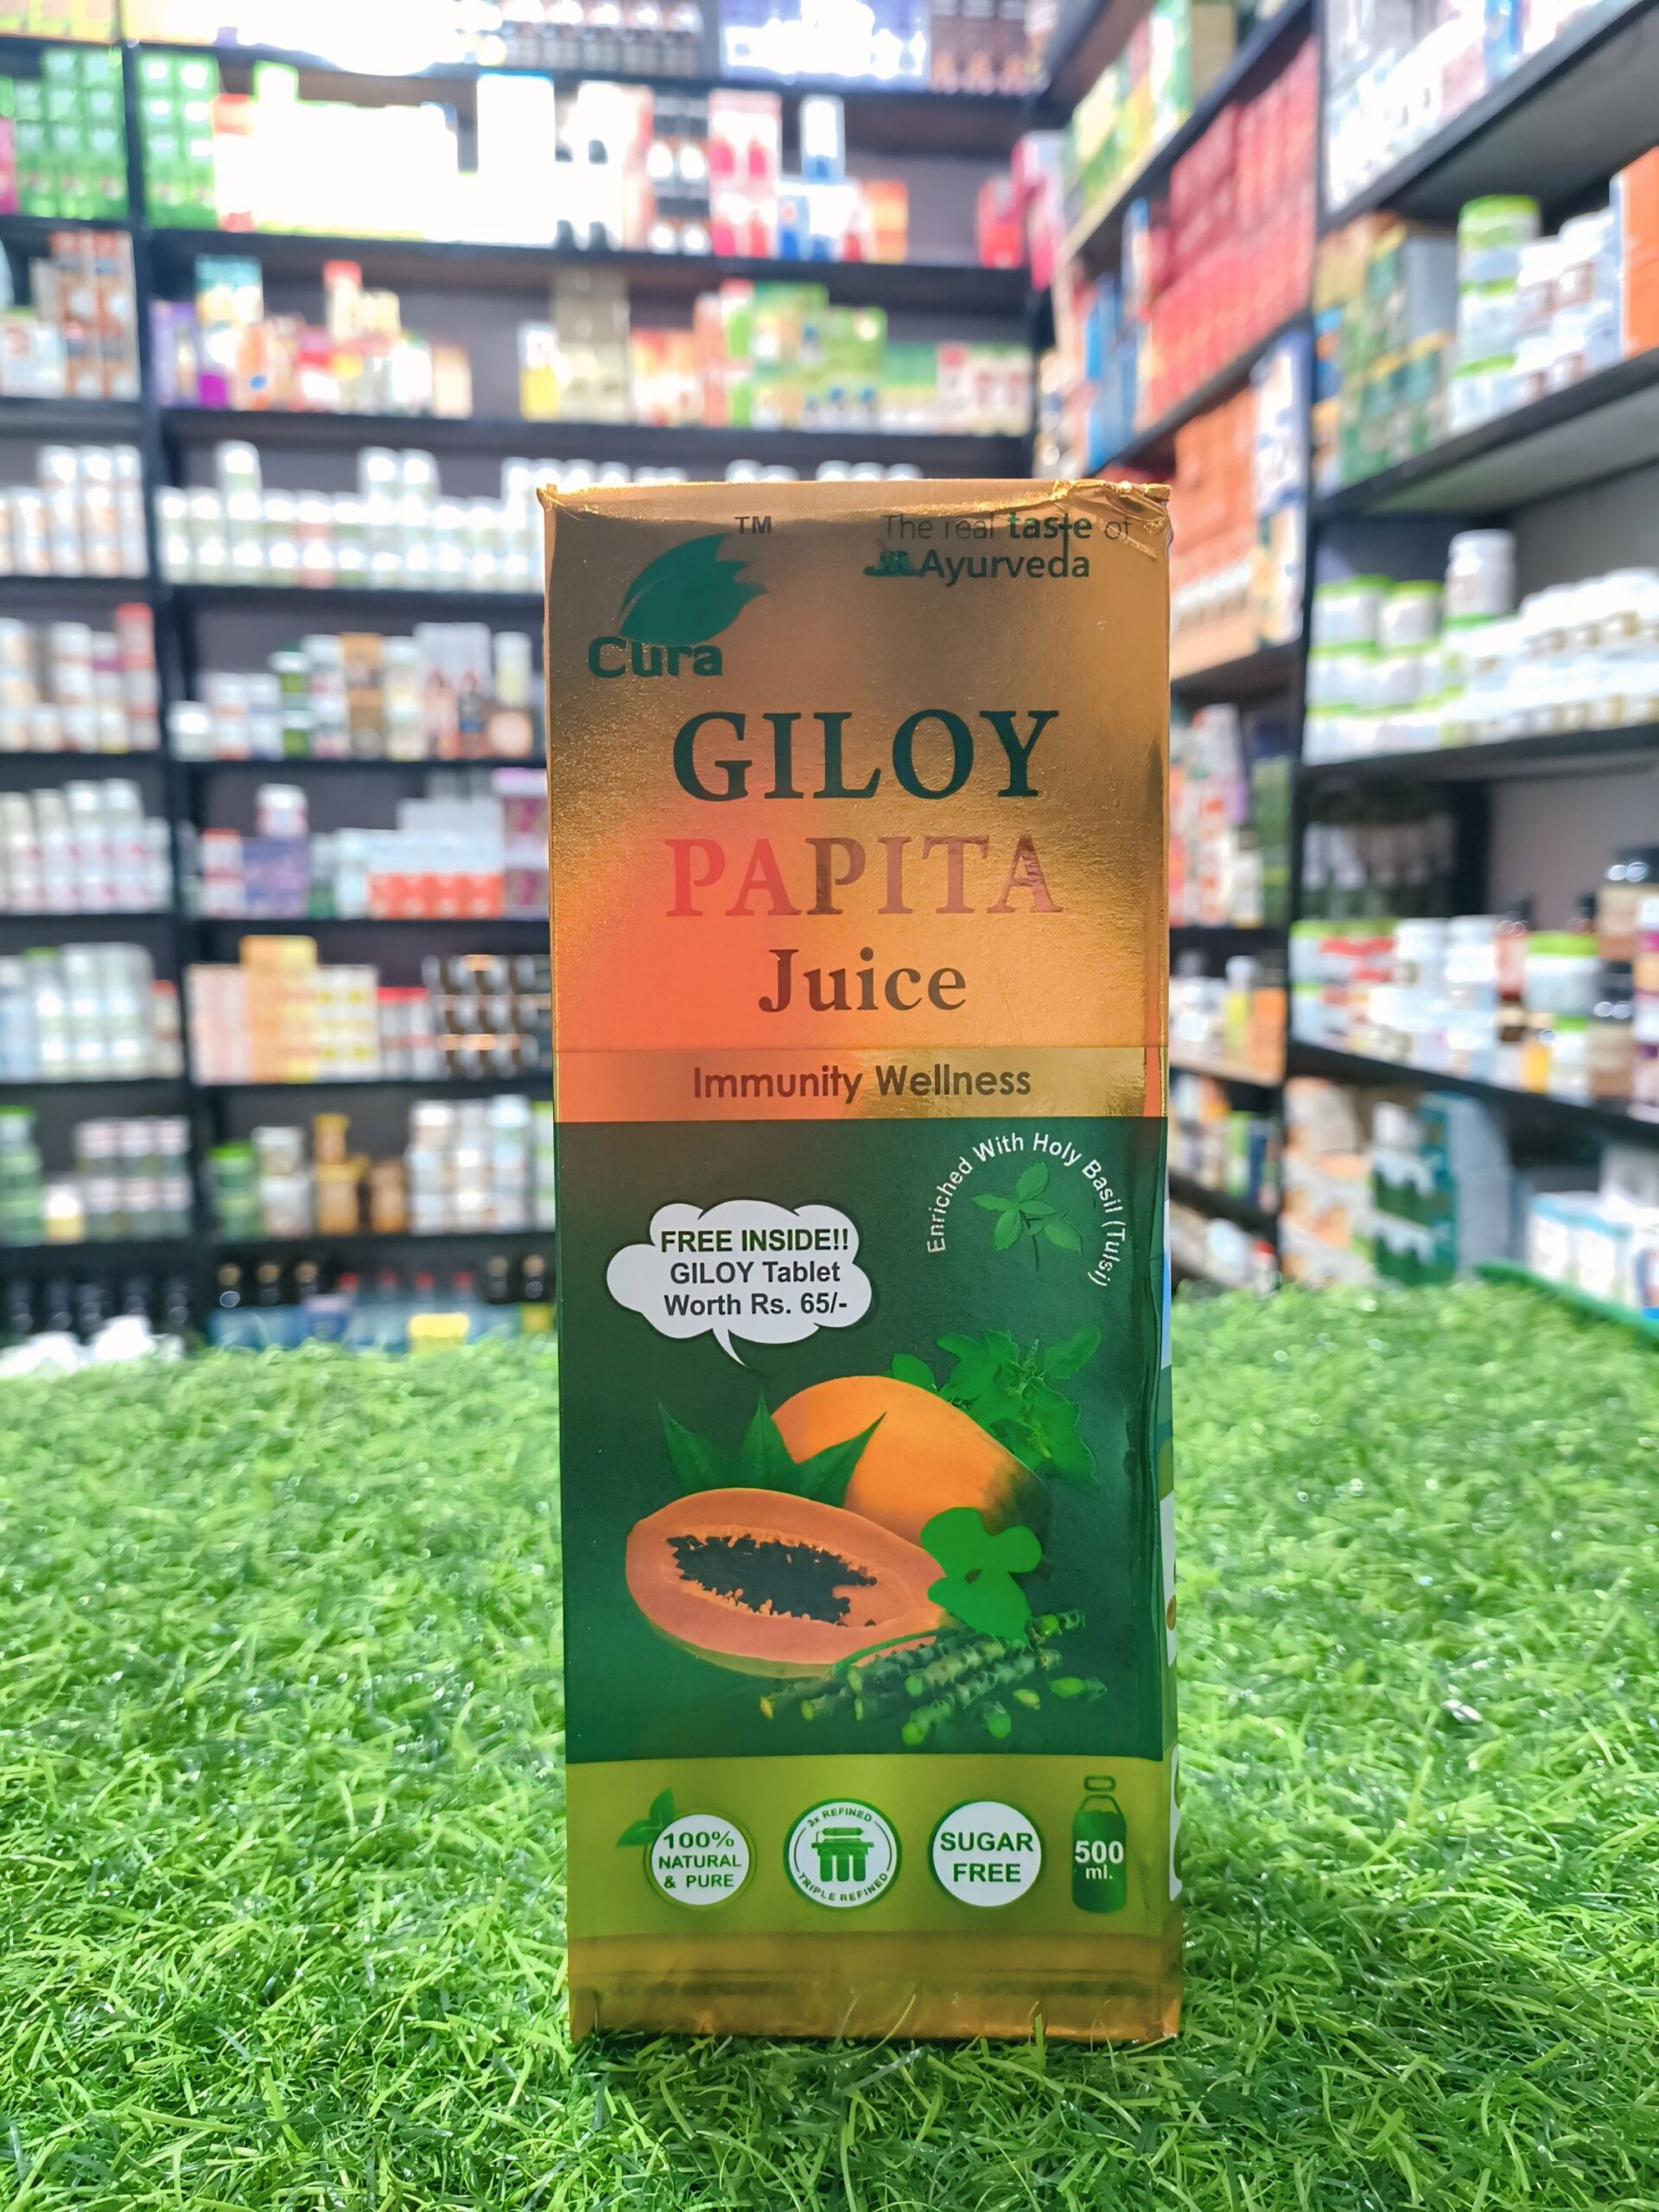 TM
Cura
The real taste of
Ayurveda
GILOY
PAPITA
Juice
Immunity Wellness
Enriched With Holy Basil (Tulsi)
FREE INSIDE!!
GILOY Tablet
Worth Rs. 65/-
100%
NATURAL
& PURE
3x REFINED
TRIPLE REFINED
SUGAR
FREE
500
ml.